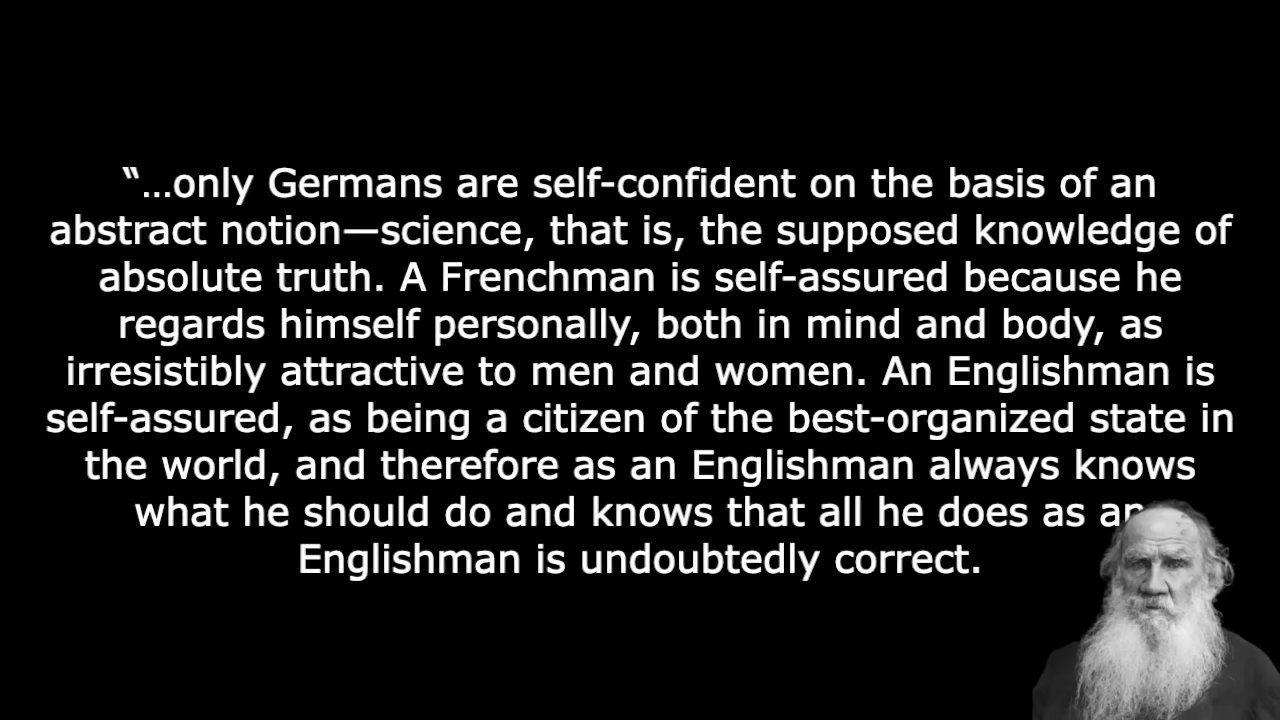 “…only Germans are self-confident on the basis of an
abstract notion—science, that is, the supposed knowledge of
absolute truth. A Frenchman is self-assured because he
regards himself personally, both in mind and body, as
irresistibly attractive to men and women. An Englishman is
self-assured, as being a citizen of the best-organized state in
the world, and therefore as an Englishman always knows
what he should do and knows that all he does as an
Englishman is undoubtedly correct.